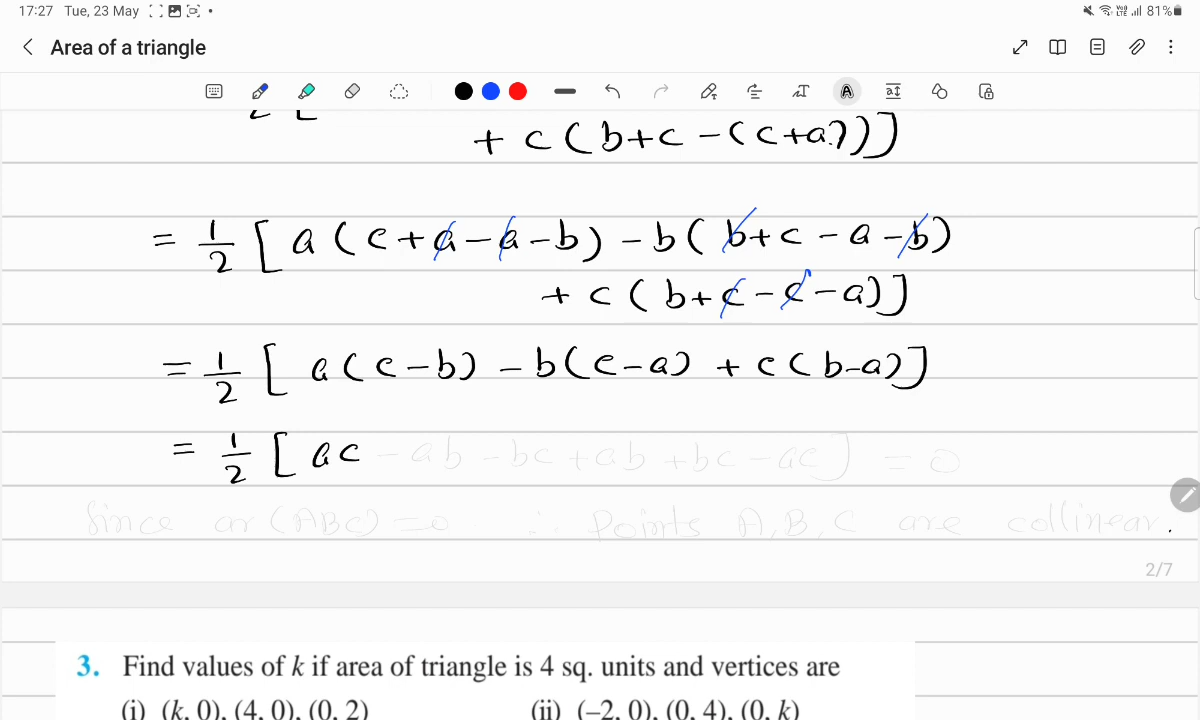 17:27 Tue, 23 May 81%
Area of a triangle
+ c(b+c-(c+a))]
= 1/2 [a(c+a-a-b) - b(b+c-a-b)
+ c(b+c-c-a)]
= 1/2 [a(c-b) - b(c-a) + c(b-a)]
= 1/2 [ac - ab - bc + ab + bc - ac] = 0
Since ar(ABC) = 0 ∴ Points A, B, C are collinear.
2/7
3. Find values of k if area of triangle is 4 sq. units and vertices are
(i) (k, 0), (4, 0), (0, 2) (ii) (–2, 0), (0, 4), (0, k)